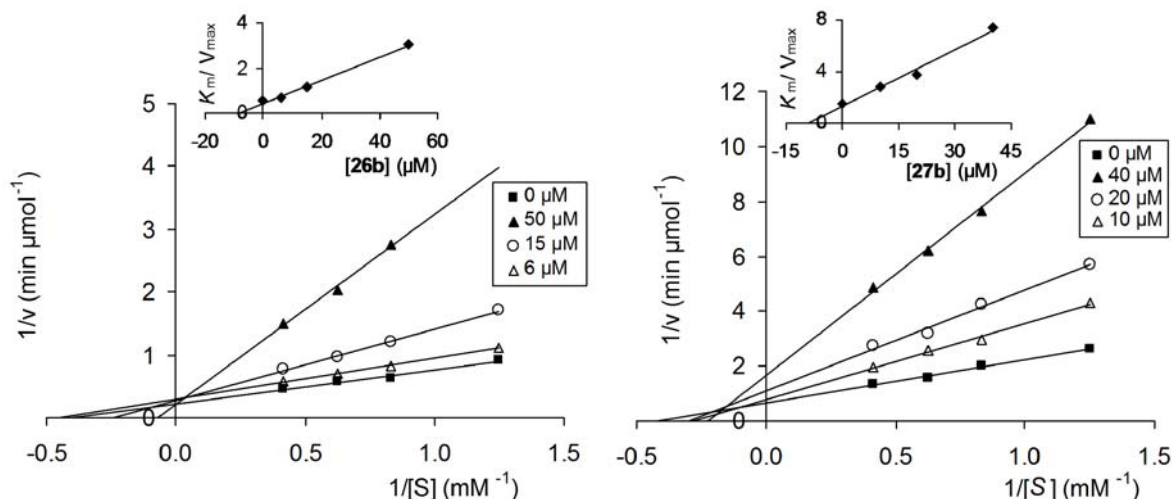 K_m/ V_max
4
2
0
-20
0
20
40
60
[26b] (µM)
1/v (min µmol⁻¹)
5
4
3
2
1
0
-0.5
0.0
0.5
1.0
1.5
1/[S] (mM ⁻¹)
0 µM
50 µM
15 µM
6 µM
K_m/ V_max
8
4
0
-15
0
15
30
45
[27b] (µM)
1/v (min µmol⁻¹)
12
10
8
6
4
2
0
-0.5
0.0
0.5
1.0
1.5
1/[S] (mM ⁻¹)
0 µM
40 µM
20 µM
10 µM